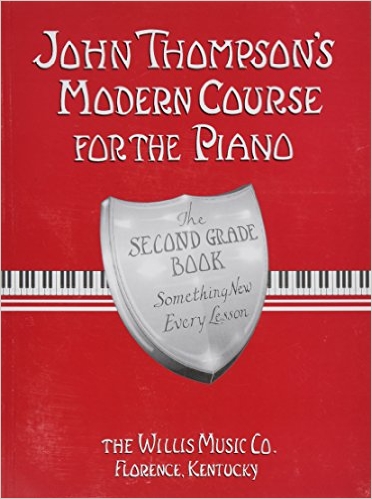 John Thompson's
Modern Course
for the Piano
The
Second Grade
Book
Something New
Every Lesson
The Willis Music Co.
Florence, Kentucky